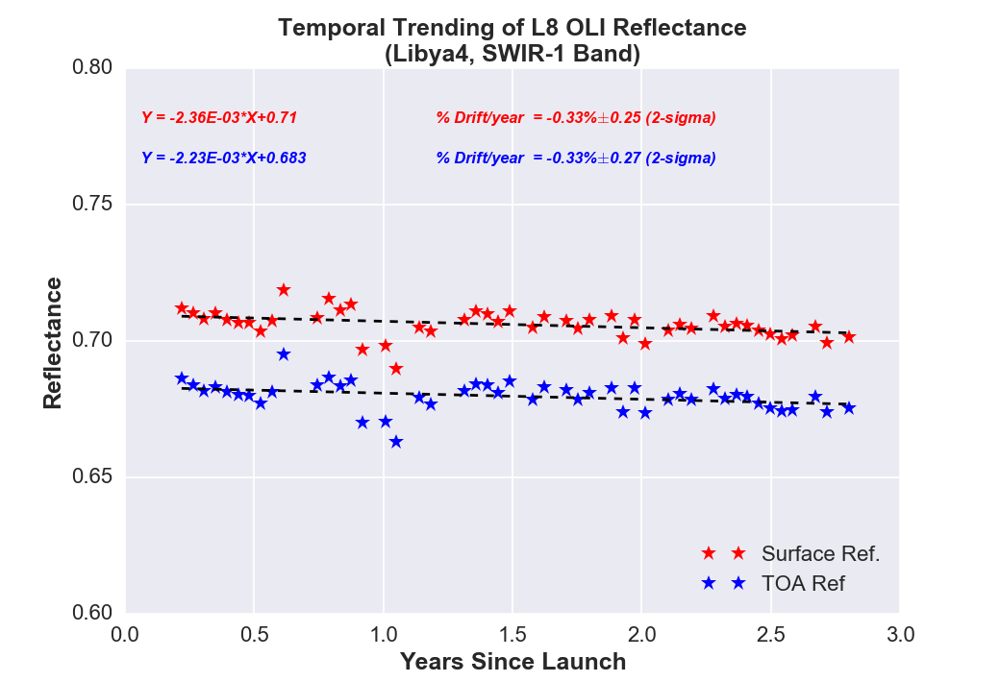 Temporal Trending of L8 OLI Reflectance
(Libya4, SWIR-1 Band)
0.80
Y = -2.36E-03*X+0.71 % Drift/year = -0.33%±0.25 (2-sigma)
Y = -2.23E-03*X+0.683 % Drift/year = -0.33%±0.27 (2-sigma)
0.75
0.70
Reflectance
0.65
Surface Ref.
TOA Ref
0.60
0.0 0.5 1.0 1.5 2.0 2.5 3.0
Years Since Launch